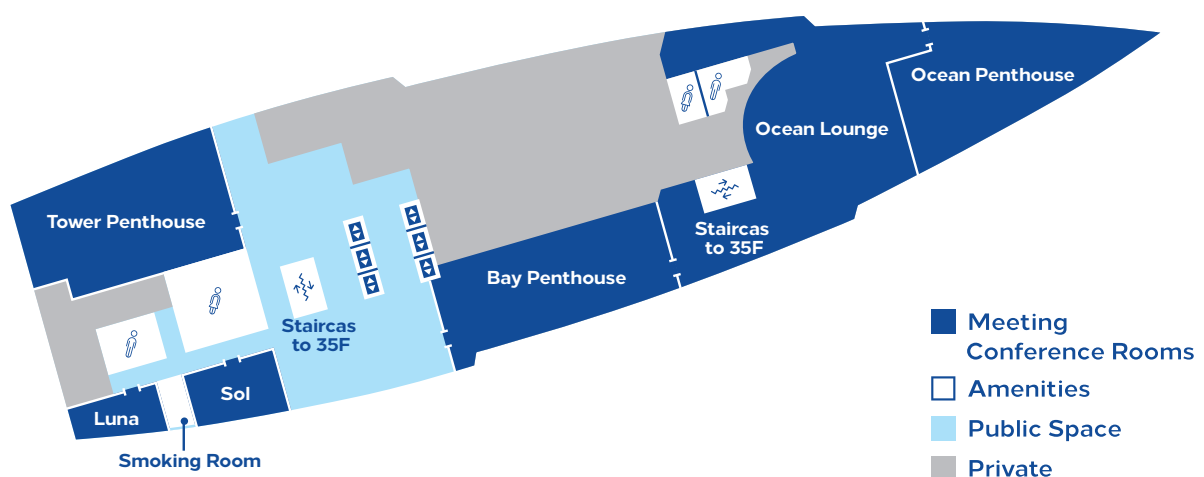 Ocean Penthouse
Ocean Lounge
Tower Penthouse
Staircas
to 35F
Bay Penthouse
Staircas
to 35F
Sol
Luna
Smoking Room
Meeting
Conference Rooms
Amenities
Public Space
Private